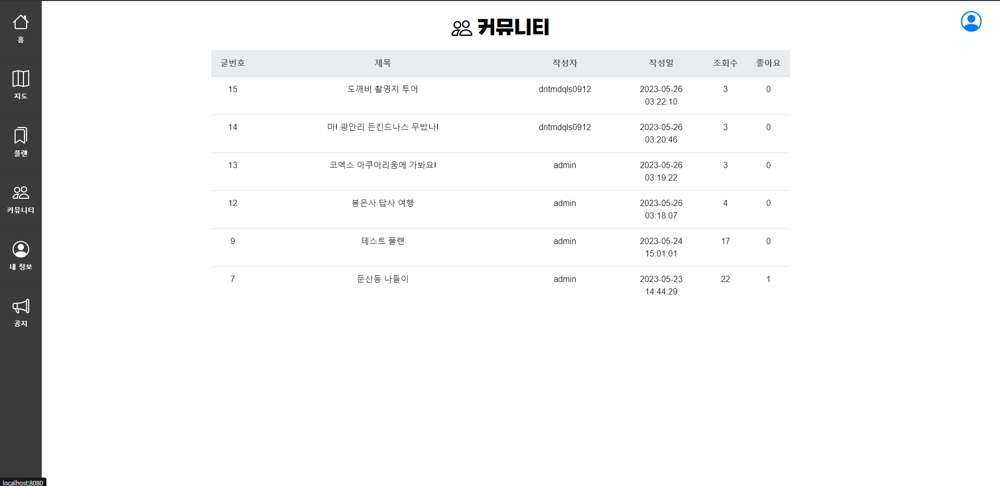 홈
지도
플랜
커뮤니티
내 정보
공지
커뮤니티
글번호 제목 작성자 작성일 조회수 좋아요
15 도깨비 촬영지 투어 dntmdqls0912 2023-05-26 3 0
03:22:10
14 마! 광안리 든킨드나스 무밨나! dntmdqls0912 2023-05-26 3 0
03:20:46
13 코엑스 아쿠아리움에 가봐요! admin 2023-05-26 3 0
03:19:22
12 봉은사 답사 여행 admin 2023-05-26 4 0
03:18:07
9 테스트 플랜 admin 2023-05-24 17 0
15:01:01
7 둔산동 나들이 admin 2023-05-23 22 1
14:44:29
localhost:8080